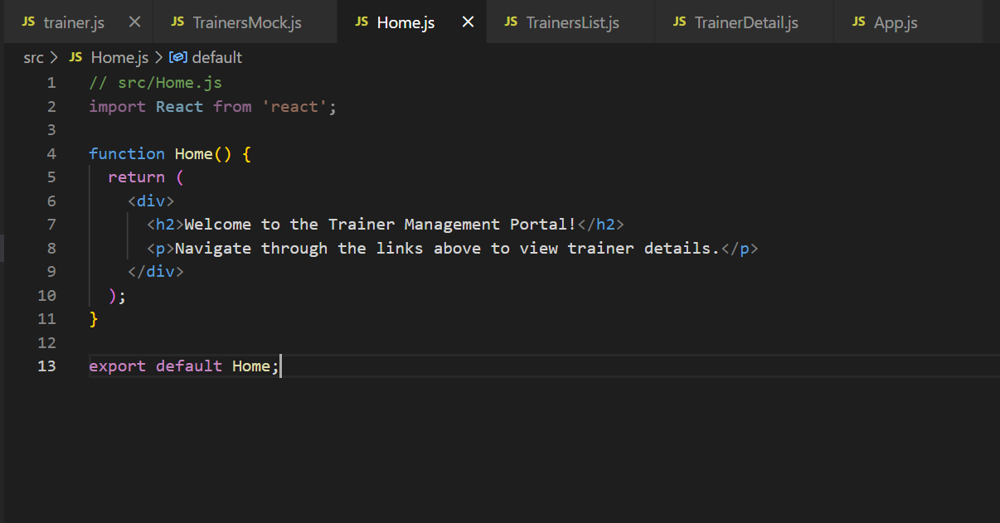 JS trainer.js × JS TrainersMock.js JS Home.js × JS TrainersList.js JS TrainerDetail.js JS App.js
src > JS Home.js > default
1 // src/Home.js
2 import React from 'react';
3
4 function Home() {
5   return (
6     <div>
7       <h2>Welcome to the Trainer Management Portal!</h2>
8       <p>Navigate through the links above to view trainer details.</p>
9     </div>
10   );
11 }
12
13 export default Home;